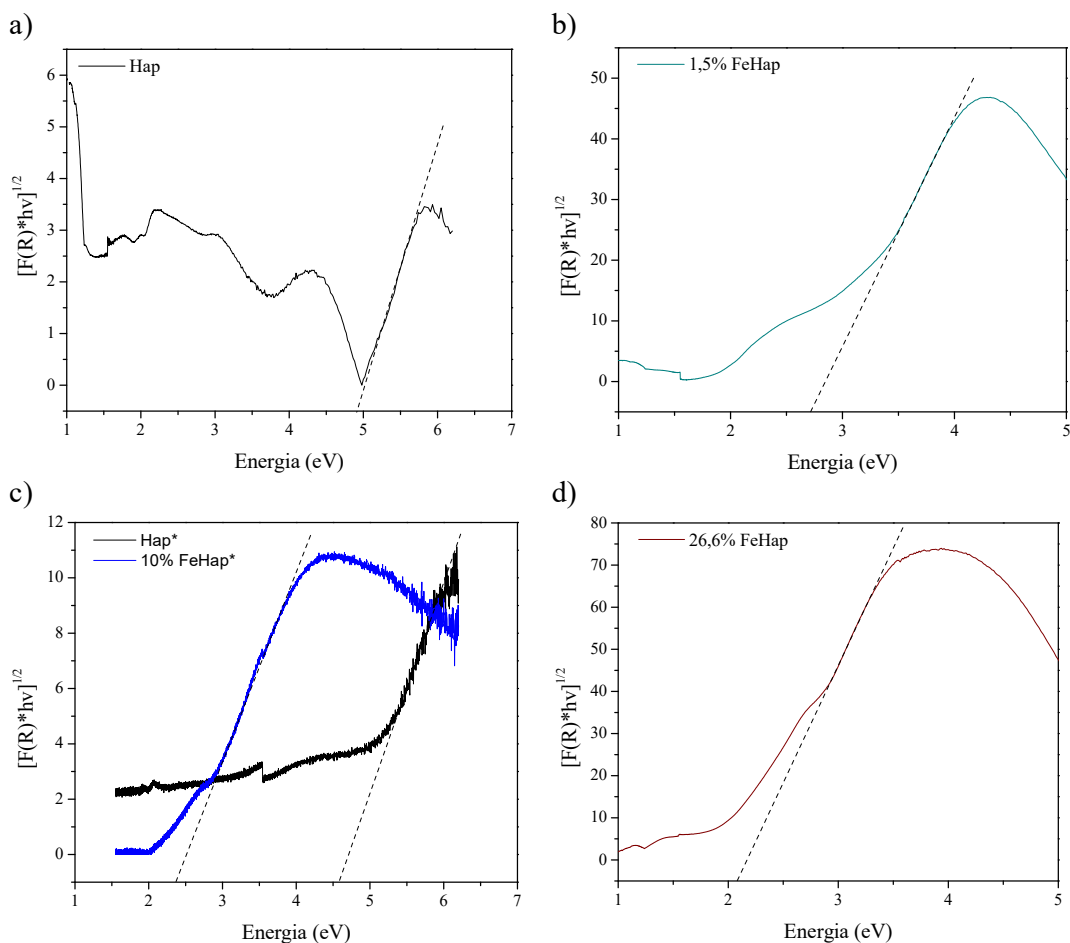 a)
Hap
[F(R)*hν]1/2
6
5
4
3
2
1
0
1 2 3 4 5 6 7
Energia (eV)
b)
1,5% FeHap
[F(R)*hν]1/2
50
40
30
20
10
0
1 2 3 4 5
Energia (eV)
c)
Hap*
10% FeHap*
[F(R)*hν]1/2
12
10
8
6
4
2
0
1 2 3 4 5 6 7
Energia (eV)
d)
26,6% FeHap
[F(R)*hν]1/2
80
70
60
50
40
30
20
10
0
1 2 3 4 5
Energia (eV)